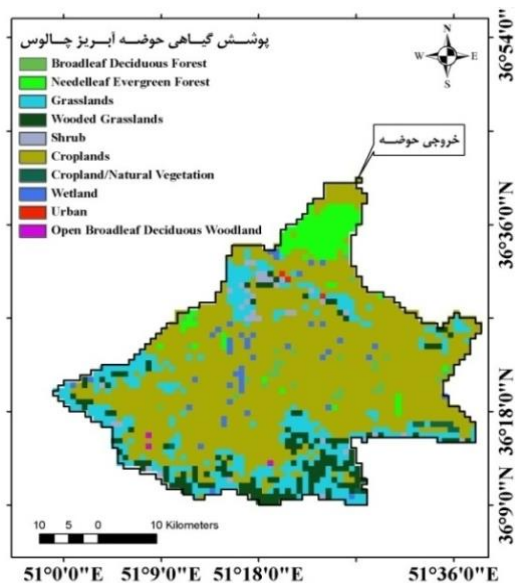 پوشش گیاهی حوضه آبریز چالوس
Broadleaf Deciduous Forest
Needelleaf Evergreen Forest
Grasslands
Wooded Grasslands
Shrub
Croplands
Cropland/Natural Vegetation
Wetland
Urban
Open Broadleaf Deciduous Woodland
N
W E
S
خروجی حوضه
36°54'0"N
36°36'0"N
36°18'0"N
36°9'0"N
10 5 0 10 Kilometers
51°0'0"E 51°9'0"E 51°18'0"E 51°36'0"E